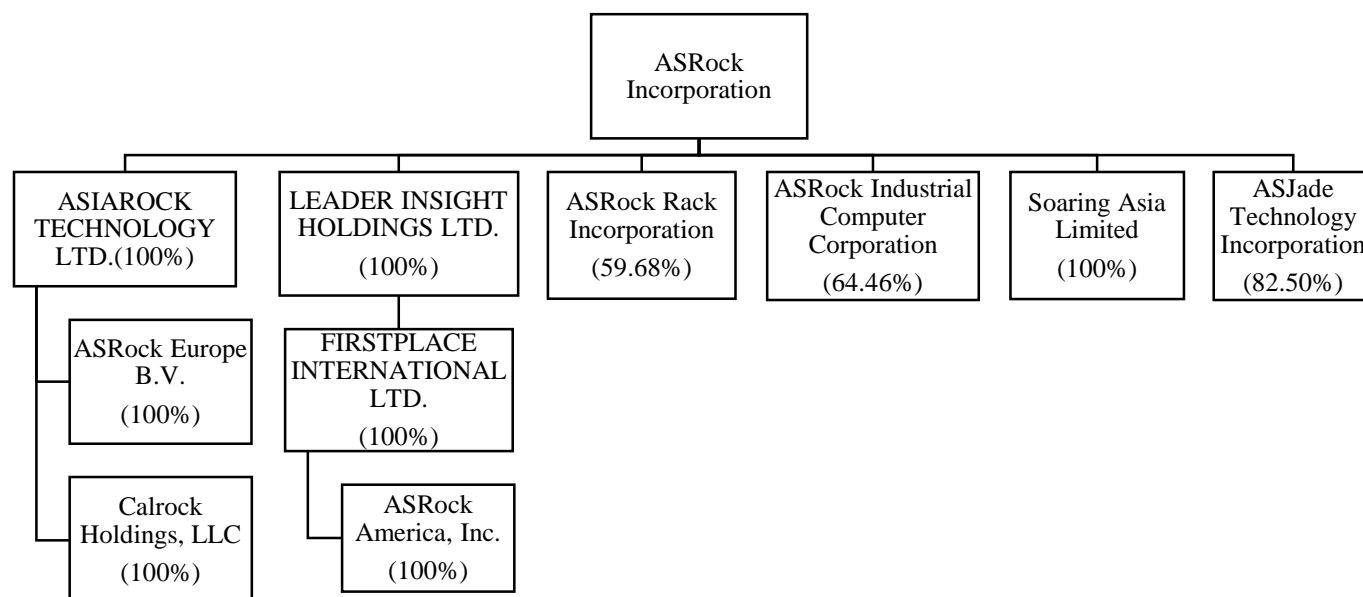 ASRock
Incorporation
ASIAROCK
TECHNOLOGY
LTD.(100%)
LEADER INSIGHT
HOLDINGS LTD.
(100%)
ASRock Rack
Incorporation
(59.68%)
ASRock Industrial
Computer
Corporation
(64.46%)
Soaring Asia
Limited
(100%)
ASJade
Technology
Incorporation
(82.50%)
ASRock Europe
B.V.
(100%)
FIRSTPLACE
INTERNATIONAL
LTD.
(100%)
Calrock
Holdings, LLC
(100%)
ASRock
America, Inc.
(100%)